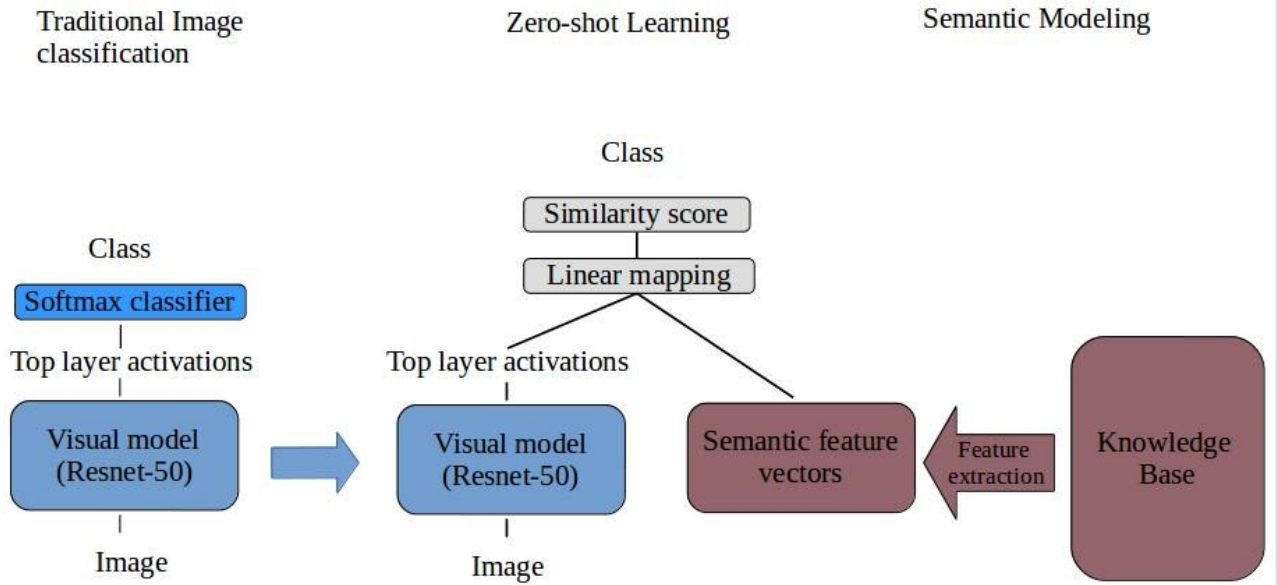 Traditional Image
classification
Zero-shot Learning
Semantic Modeling
Class
Softmax classifier
Top layer activations
Visual model
(Resnet-50)
Image
Class
Similarity score
Linear mapping
Top layer activations
Visual model
(Resnet-50)
Image
Semantic feature
vectors
Feature
extraction
Knowledge
Base